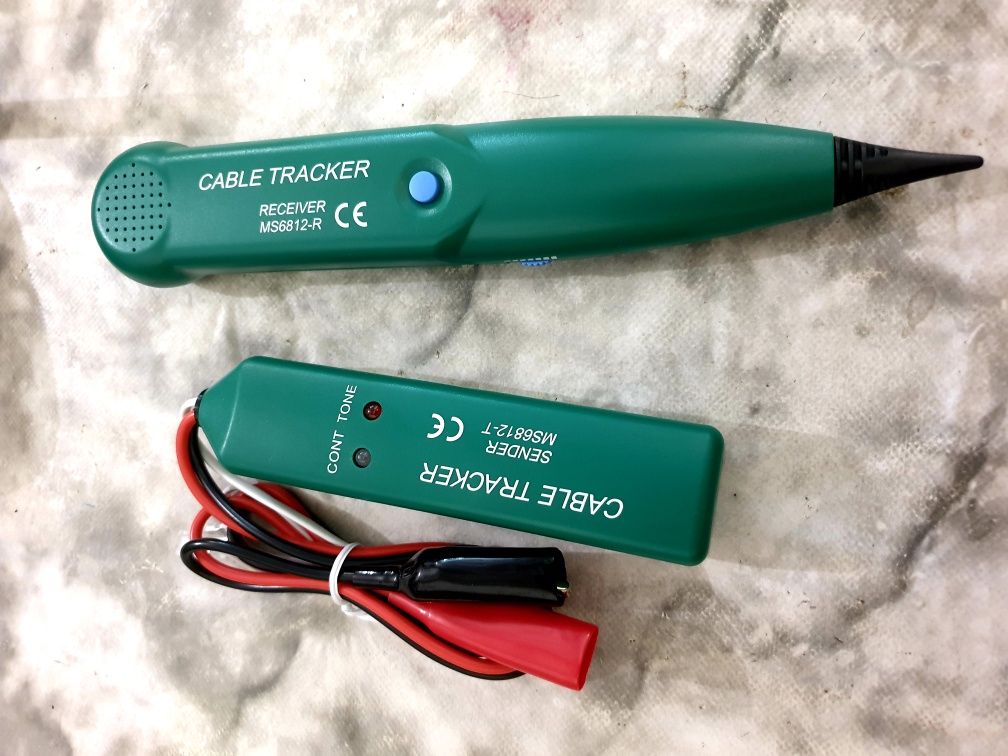 CABLE TRACKER
RECEIVER
MS6812-R
CE
CABLE TRACKER
SENDER
MS6812-T
CE
CONT TONE